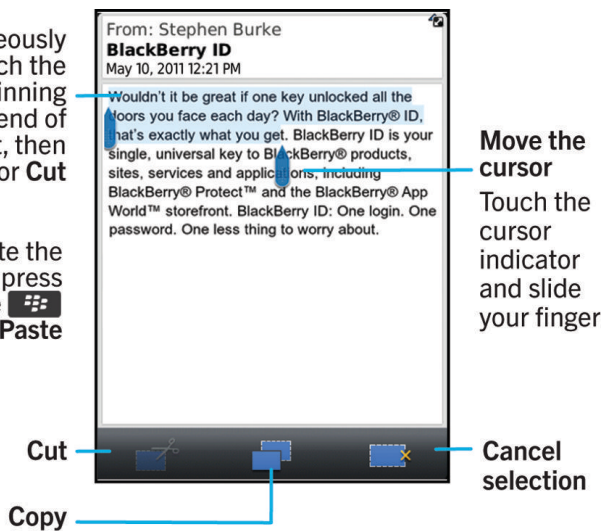 eously
ch the
inning
end of
t, then
or Cut
te the
press
e
Paste
From: Stephen Burke
BlackBerry ID
May 10, 2011 12:21 PM
Wouldn't it be great if one key unlocked all the
doors you face each day? With BlackBerry® ID,
that's exactly what you get. BlackBerry ID is your
single, universal key to BlackBerry® products,
sites, services and applications, including
BlackBerry® Protect™ and the BlackBerry® App
World™ storefront. BlackBerry ID: One login. One
password. One less thing to worry about.
Move the
cursor
Touch the
cursor
indicator
and slide
your finger
Cut
Copy
Cancel
selection